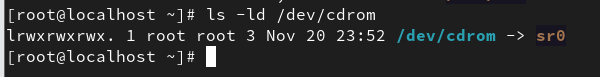 [root@localhost ~]# ls -ld /dev/cdrom
lrwxrwxrwx. 1 root root 3 Nov 20 23:52 /dev/cdrom -> sr0
[root@localhost ~]#